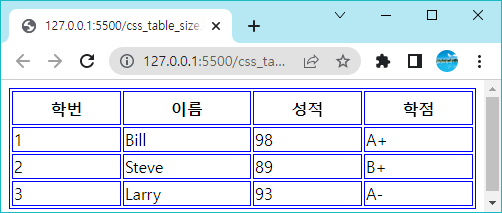 127.0.0.1:5500/css_table_size.
127.0.0.1:5500/css_ta...
학번 이름 성적 학점
1 Bill 98 A+
2 Steve 89 B+
3 Larry 93 A-